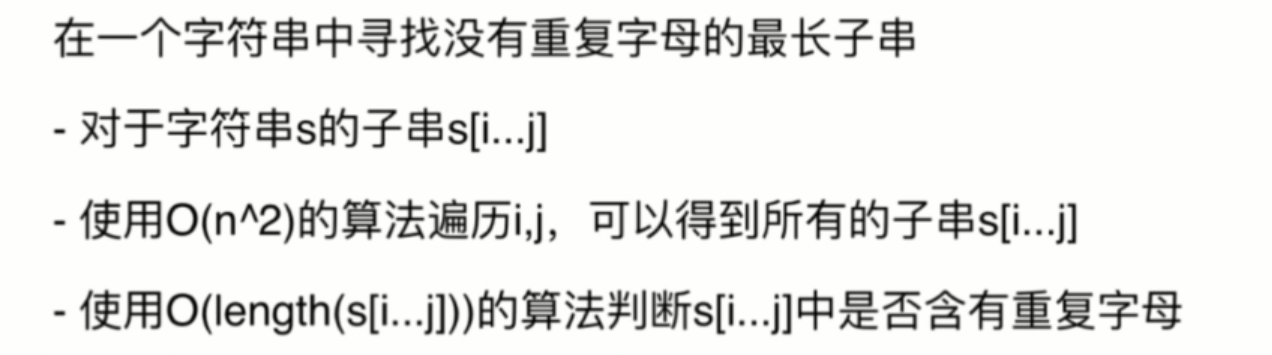 在一个字符串中寻找没有重复字母的最长子串
- 对于字符串s的子串s[i...j]
- 使用O(n^2)的算法遍历i,j，可以得到所有的子串s[i...j]
- 使用O(length(s[i...j]))的算法判断s[i...j]中是否含有重复字母